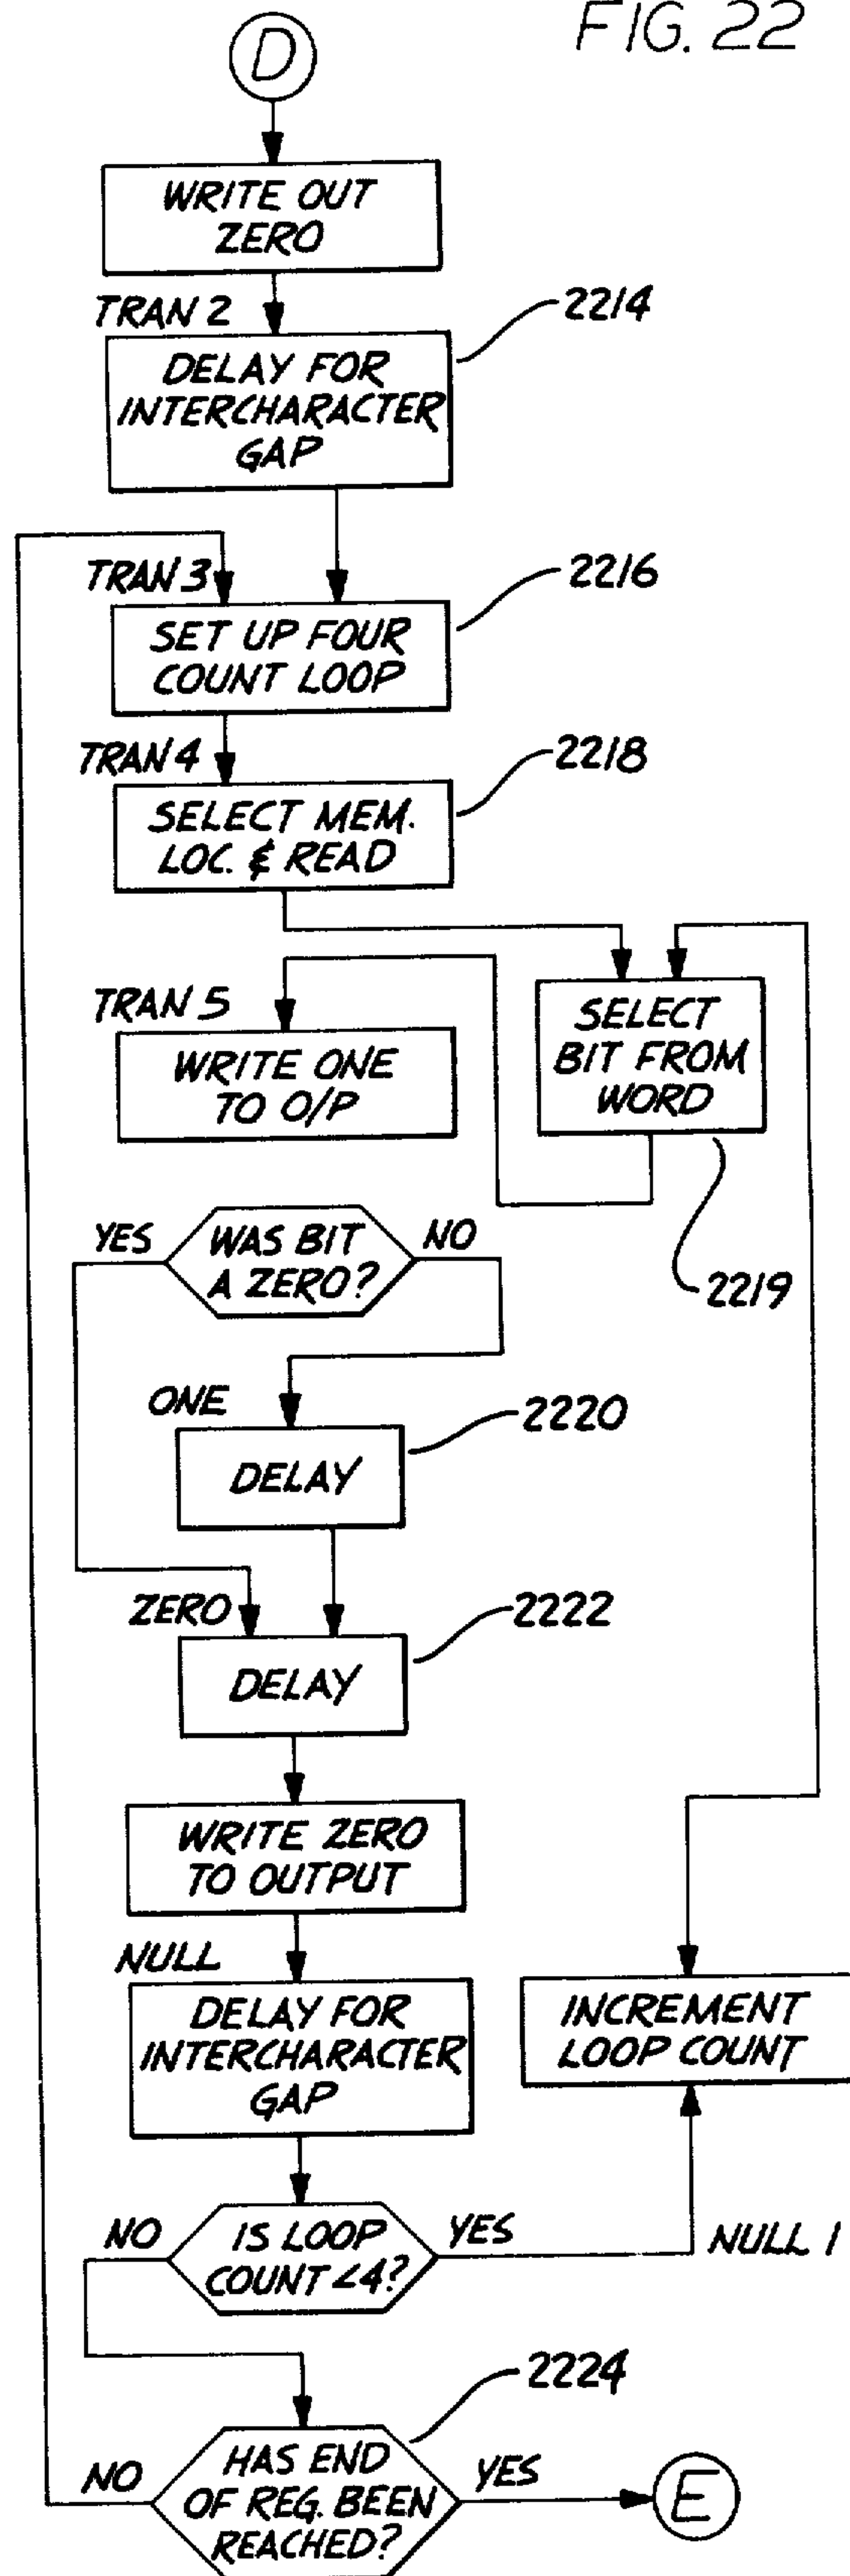 FIG. 22
D
WRITE OUT
ZERO
TRAN 2
2214
DELAY FOR
INTERCHARACTER
GAP
TRAN 3
2216
SET UP FOUR
COUNT LOOP
TRAN 4
2218
SELECT MEM.
LOC. & READ
TRAN 5
WRITE ONE
TO O/P
SELECT
BIT FROM
WORD
2219
YES
WAS BIT
A ZERO?
NO
ONE
2220
DELAY
ZERO
2222
DELAY
WRITE ZERO
TO OUTPUT
NULL
DELAY FOR
INTERCHARACTER
GAP
INCREMENT
LOOP COUNT
NO
IS LOOP
COUNT <4?
YES
NULL 1
2224
NO
HAS END
OF REG. BEEN
REACHED?
YES
E